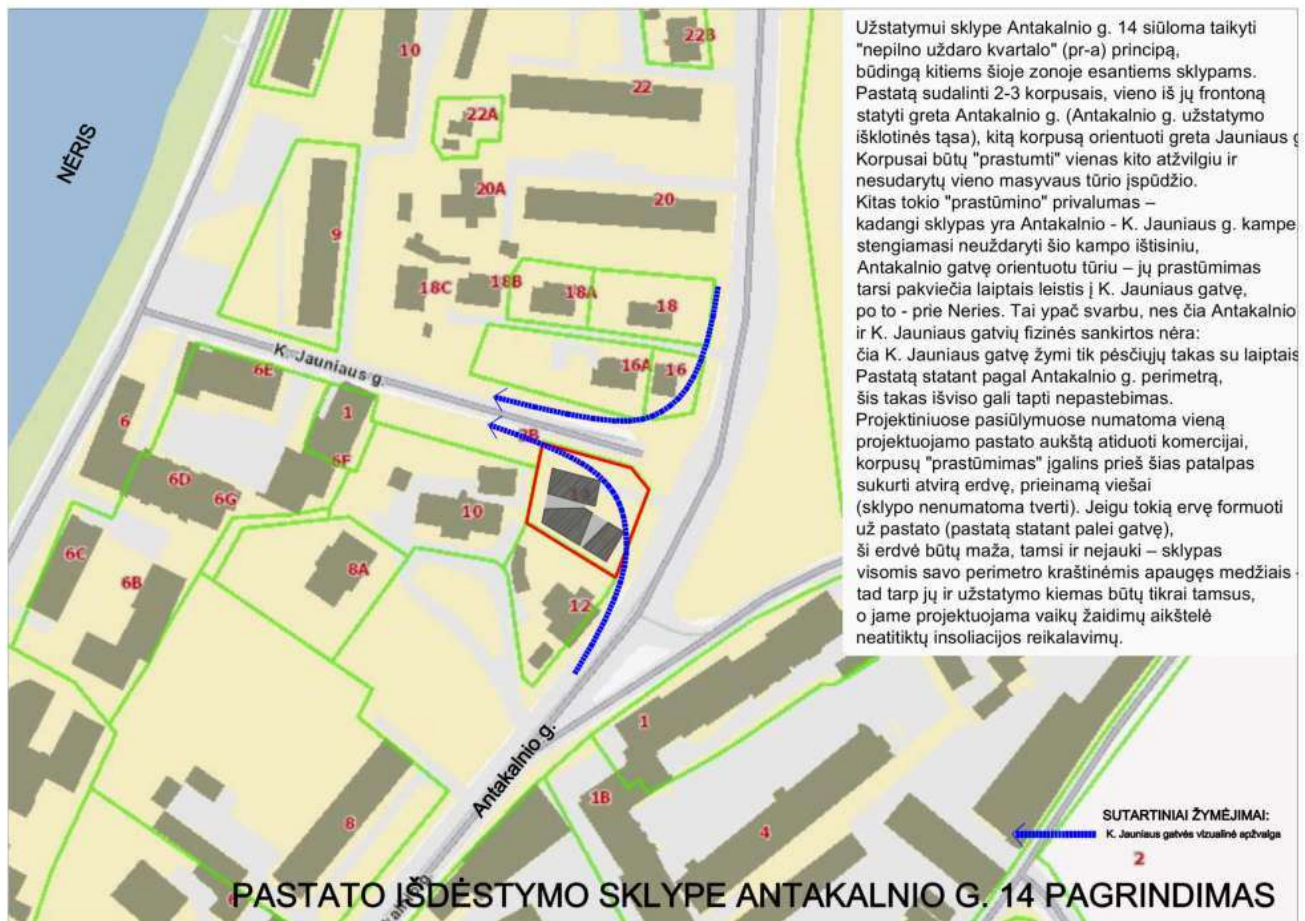 Užstatymui sklype Antakalnio g. 14 siūloma taikyti
"nepilno uždaro kvartalo" (pr-a) principą,
būdingą kitiems šioje zonoje esantiems sklypams.
Pastatą sudalinti 2-3 korpusais, vieno iš jų frontoną
statyti greta Antakalnio g. (Antakalnio g. užstatymo
išklotinės tąsa), kitą korpusą orientuoti greta Jauniaus g
Korpusai būtų "prastumti" vienas kito atžvilgiu ir
nesudarytų vieno masyvaus tūrio įspūdžio.
Kitas tokio "prastūmino" privalumas –
kadangi sklypas yra Antakalnio - K. Jauniaus g. kampe
stengiamasi neuždaryti šio kampo ištisiniu,
Antakalnio gatvę orientuotu tūriu – jų prastūmimas
tarsi pakviečia laiptais leistis į K. Jauniaus gatvę,
po to - prie Neries. Tai ypač svarbu, nes čia Antakalnio
ir K. Jauniaus gatvių fizinės sankirtos nėra:
čia K. Jauniaus gatvę žymi tik pėsčiųjų takas su laiptais
Pastatą statant pagal Antakalnio g. perimetrą,
šis takas išviso gali tapti nepastebimas.
Projektiniuose pasiūlymuose numatoma vieną
projektuojamo pastato aukštą atiduoti komercijai,
korpusų "prastūmimas" įgalins prieš šias patalpas
sukurti atvirą erdvę, prieinamą viešai
(sklypo nenumatoma tverti). Jeigu tokią ervę formuoti
už pastato (pastatą statant palei gatvę),
ši erdvė būtų maža, tamsi ir nejauki – sklypas
visomis savo perimetro kraštinėmis apaugęs medžiais -
tad tarp jų ir užstatymo kiemas būtų tikrai tamsus,
o jame projektuojama vaikų žaidimų aikštelė
neatitiktų insoliacijos reikalavimų.
NĖRIS
10
22B
22
22A
20A
20
9
18C
18B
18A
18
16A
16
K. Jauniaus g.
6E
6
1
6F
2B
6D
6G
10
6C
6B
8A
12
8
Antakalnio g.
1
1B
4
2
SUTARTINIAI ŽYMĖJIMAI:
K. Jauniaus gatvės vizualinė apžvalga
PASTATO IŠDĖSTYMO SKLYPE ANTAKALNIO G. 14 PAGRINDIMAS